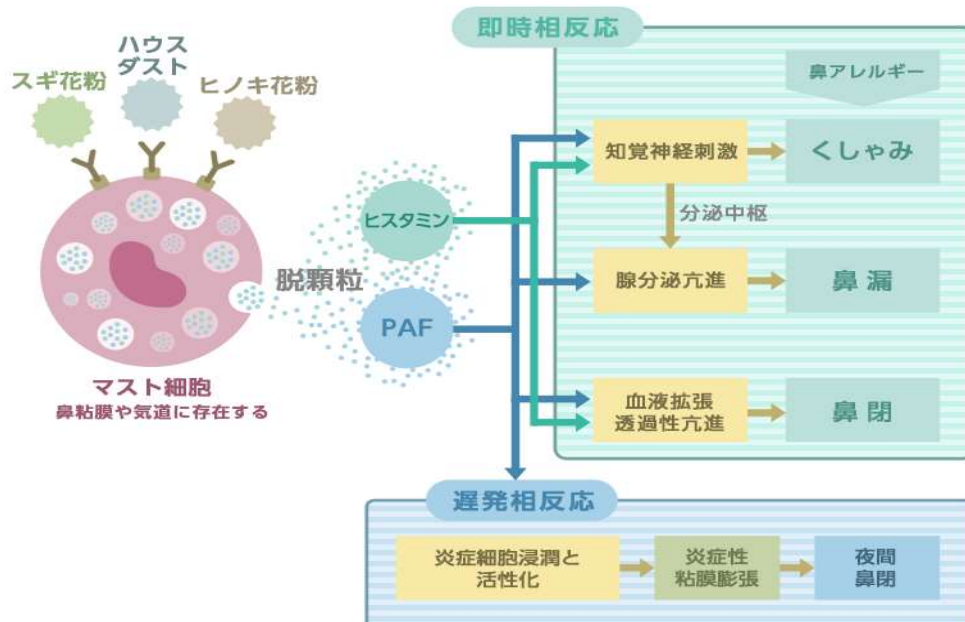 即時相反応
ハウス
ダスト
スギ花粉
ヒノキ花粉
鼻アレルギー
知覚神経刺激
くしゃみ
分泌中枢
ヒスタミン
脱顆粒
腺分泌亢進
鼻漏
PAF
マスト細胞
鼻粘膜や気道に存在する
血液拡張
透過性亢進
鼻閉
遅発相反応
炎症細胞浸潤と
活性化
炎症性
粘膜膨張
夜間
鼻閉